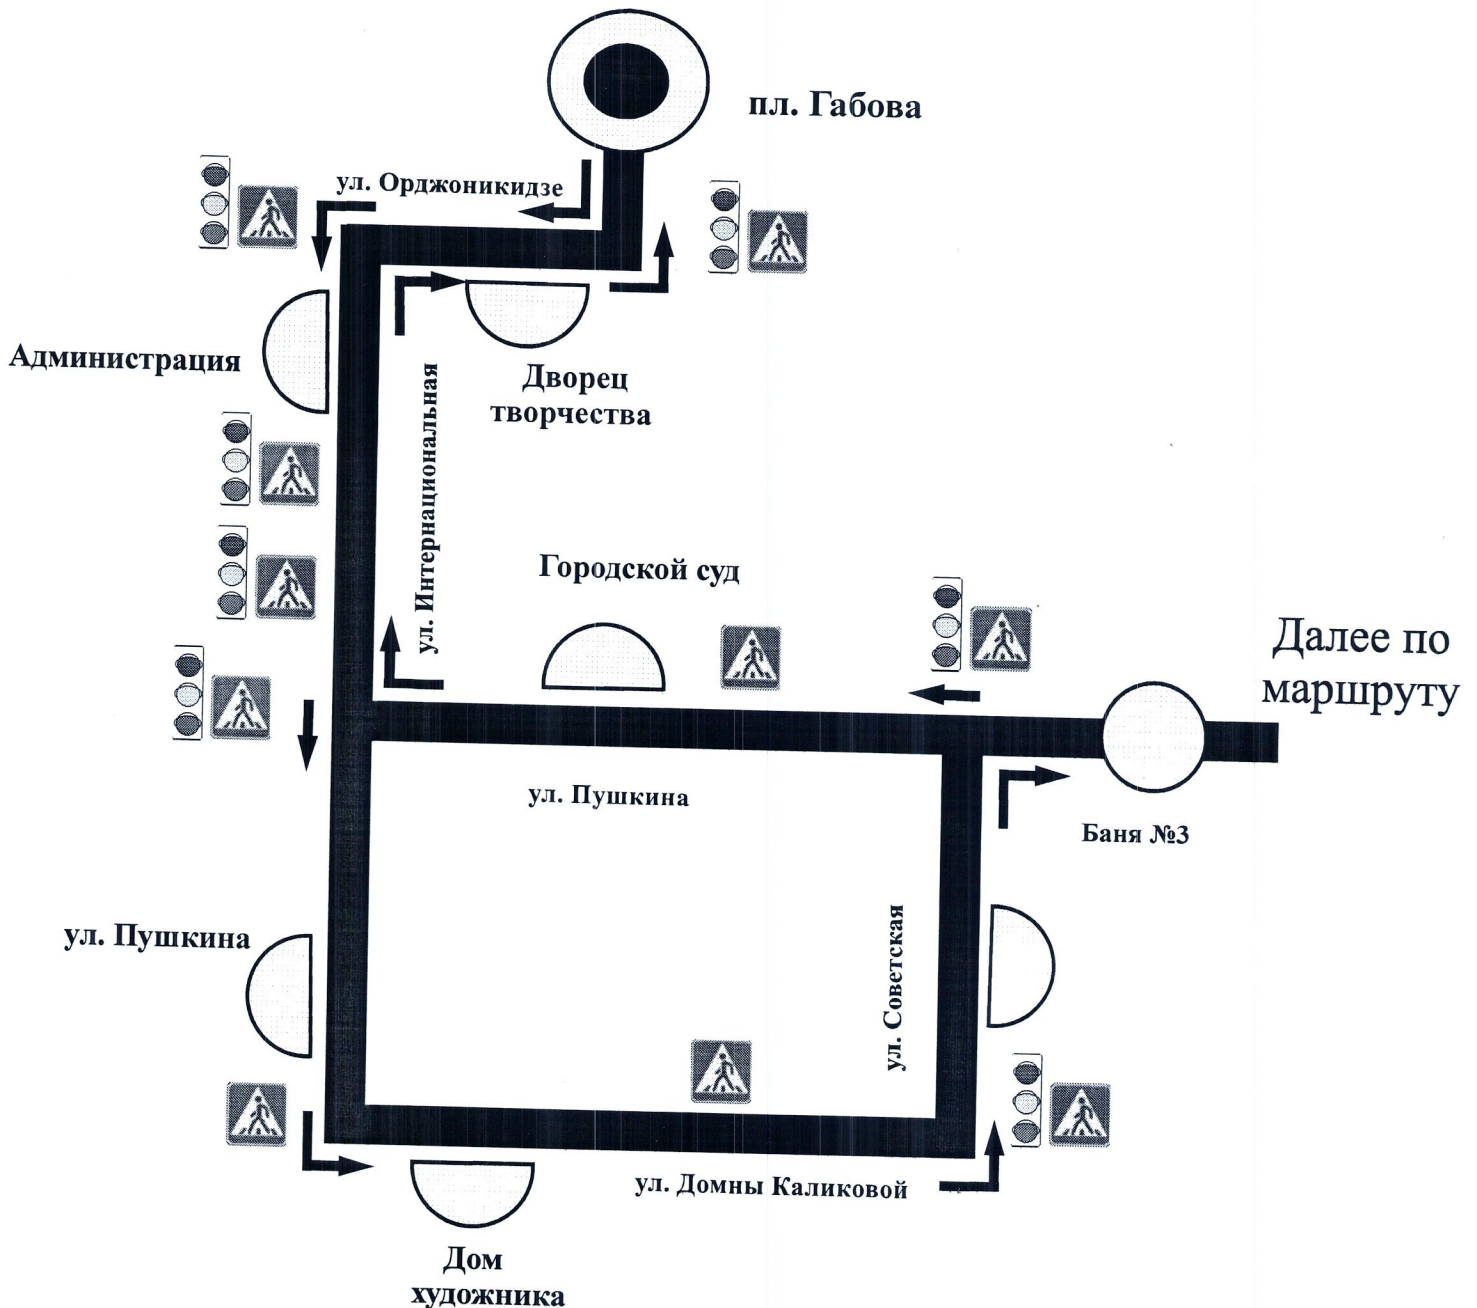 пл. Габова
ул. Орджоникидзе
Администрация
Дворец
творчества
ул. Интернациональная
Городской суд
Далее по
маршруту
ул. Пушкина
Баня №3
ул. Советская
ул. Пушкина
ул. Домны Каликовой
Дом
художника